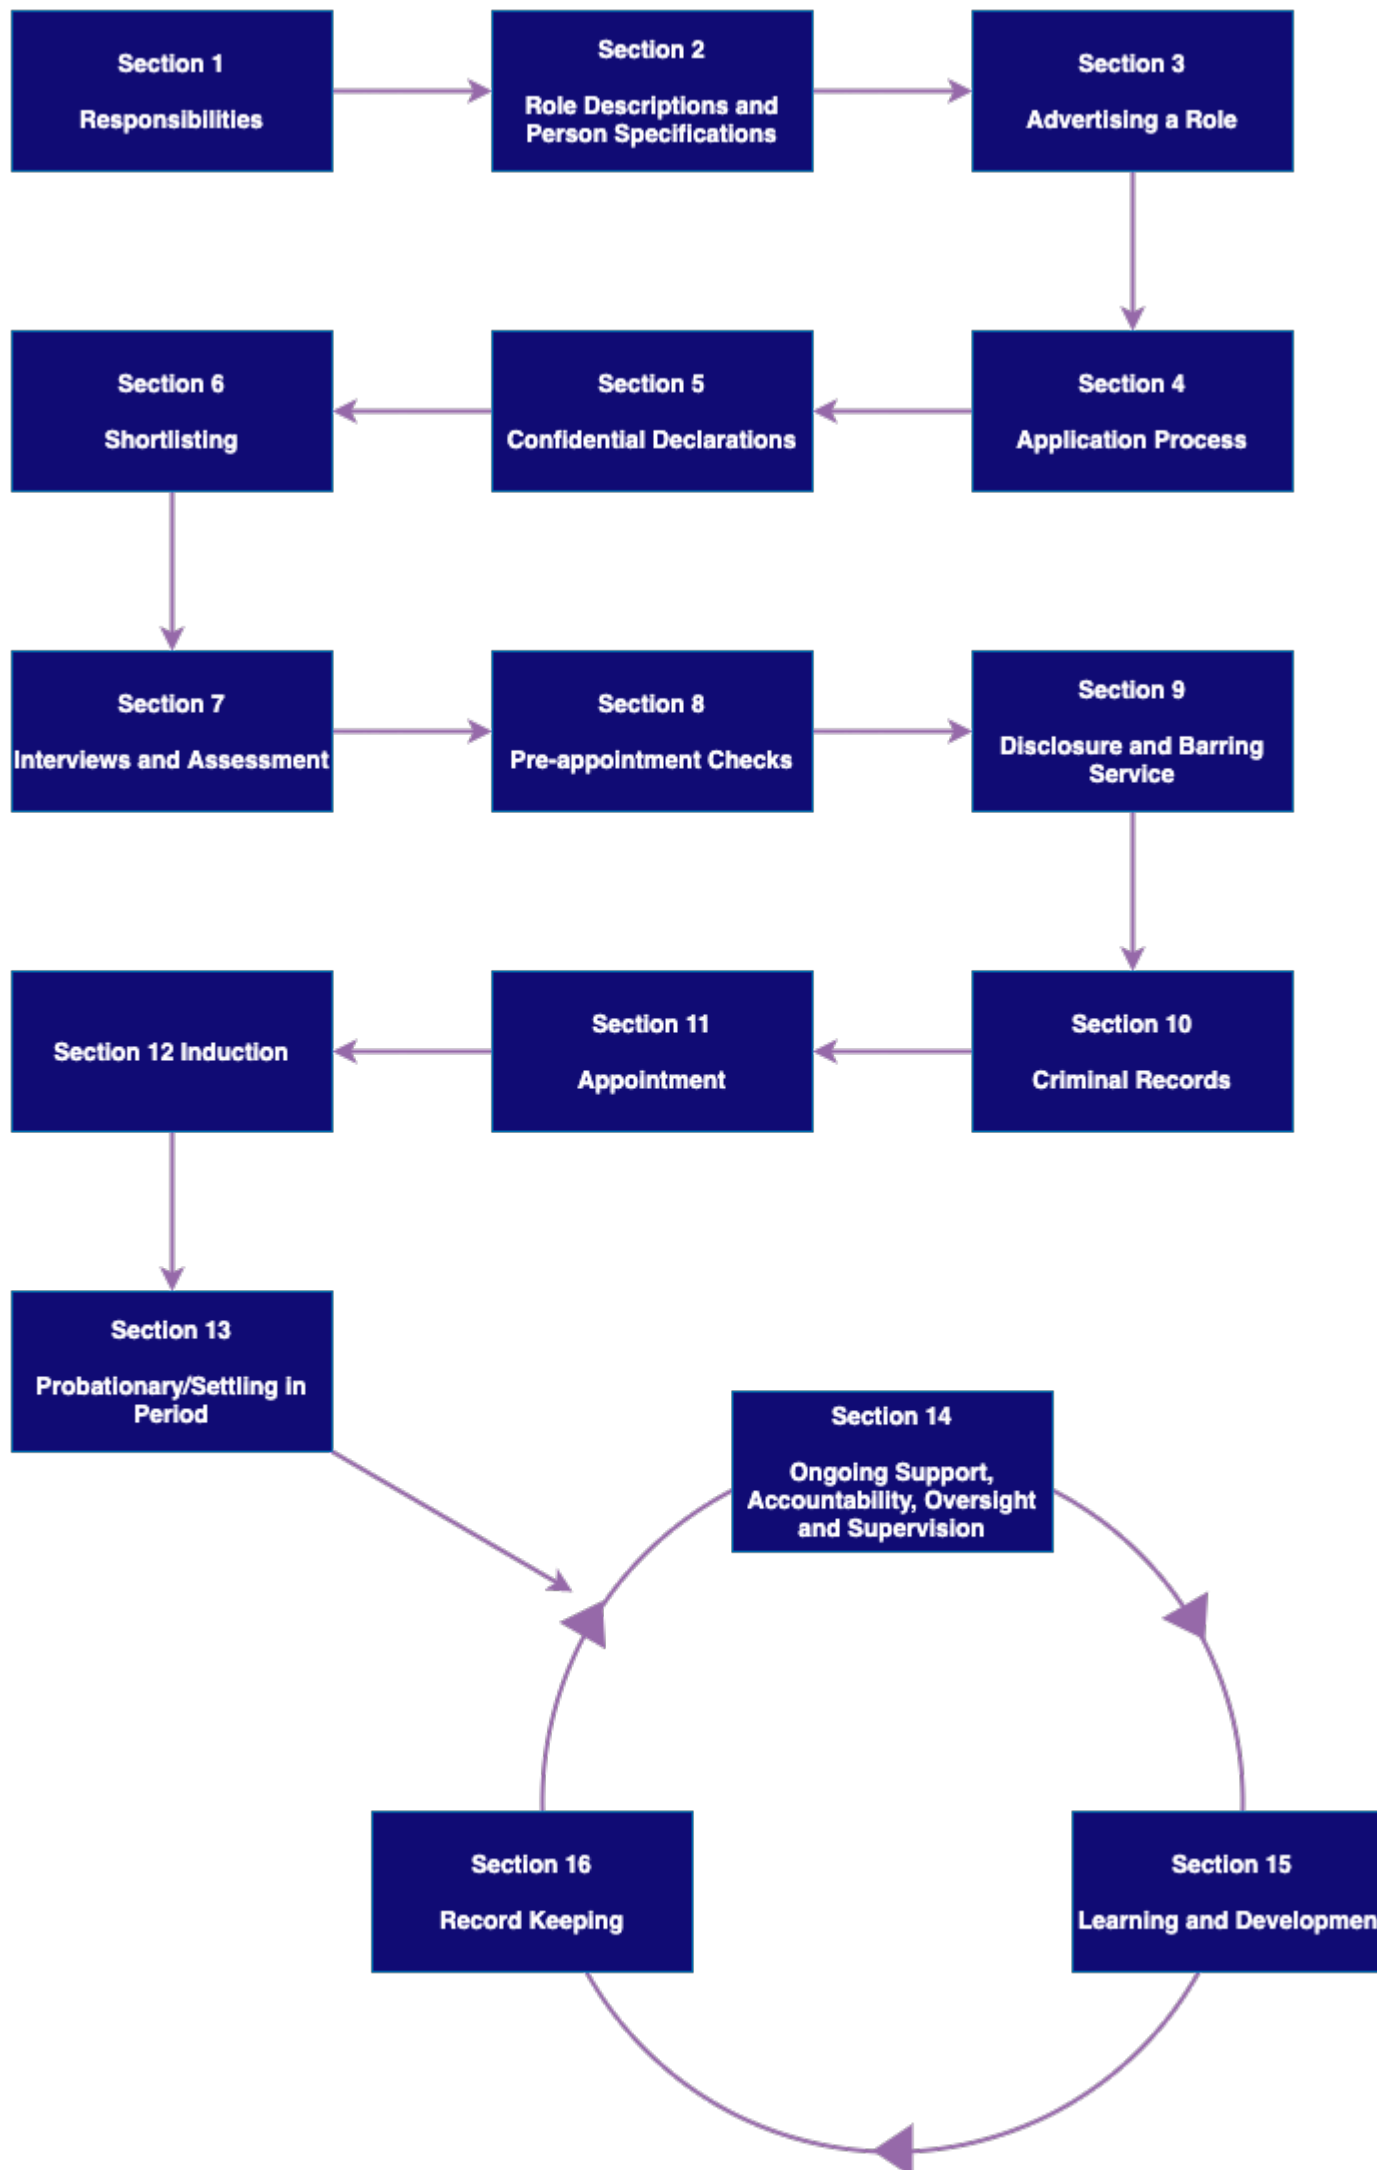 Section 1
Responsibilities
Section 2
Role Descriptions and
Person Specifications
Section 3
Advertising a Role
Section 4
Application Process
Section 5
Confidential Declarations
Section 6
Shortlisting
Section 7
Interviews and Assessment
Section 8
Pre-appointment Checks
Section 9
Disclosure and Barring
Service
Section 10
Criminal Records
Section 11
Appointment
Section 12 Induction
Section 13
Probationary/Settling in
Period
Section 14
Ongoing Support,
Accountability, Oversight
and Supervision
Section 15
Learning and Developmen
Section 16
Record Keeping